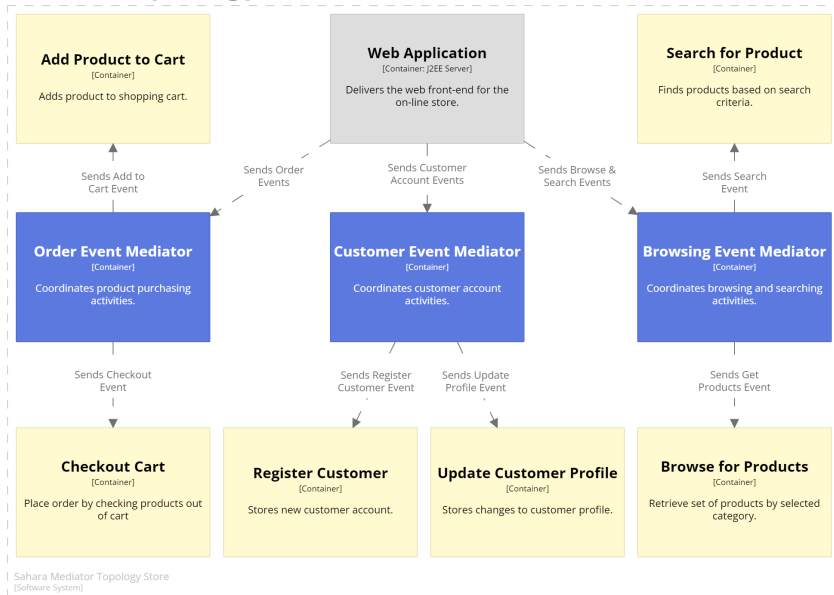 Add Product to Cart
[Container]
Adds product to shopping cart.
Web Application
[Container: J2EE Server]
Delivers the web front-end for the
on-line store.
Search for Product
[Container]
Finds products based on search
criteria.
Sends Add to
Cart Event
Sends Order
Events
Sends Customer
Account Events
Sends Browse &
Search Events
Sends Search
Event
Order Event Mediator
[Container]
Coordinates product purchasing
activities.
Customer Event Mediator
[Container]
Coordinates customer account
activities.
Browsing Event Mediator
[Container]
Coordinates browsing and searching
activities.
Sends Checkout
Event
Sends Register
Customer Event
Sends Update
Profile Event
Sends Get
Products Event
Checkout Cart
[Container]
Place order by checking products out
of cart
Register Customer
[Container]
Stores new customer account.
Update Customer Profile
[Container]
Stores changes to customer profile.
Browse for Products
[Container]
Retrieve set of products by selected
category.
Sahara Mediator Topology Store
[Software System]